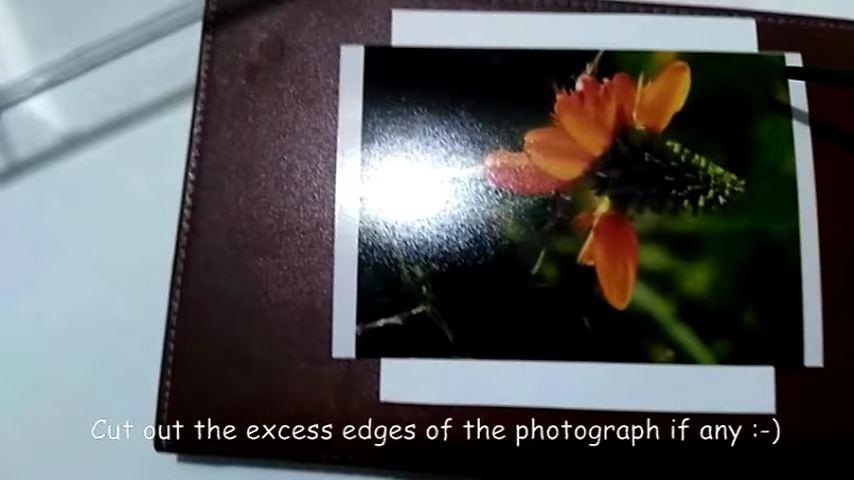 Cut out the excess edges of the photograph if any :-)